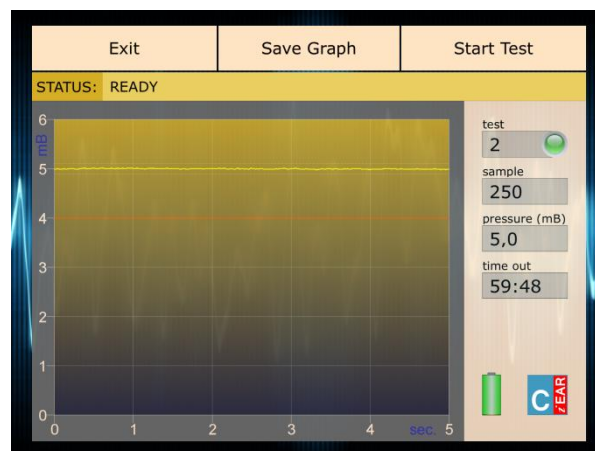 Exit Save Graph Start Test
STATUS: READY
6
mB
5
4
3
2
1
0
0 1 2 3 4 sec. 5
test
2
sample
250
pressure (mB)
5,0
time out
59:48
C iEAR